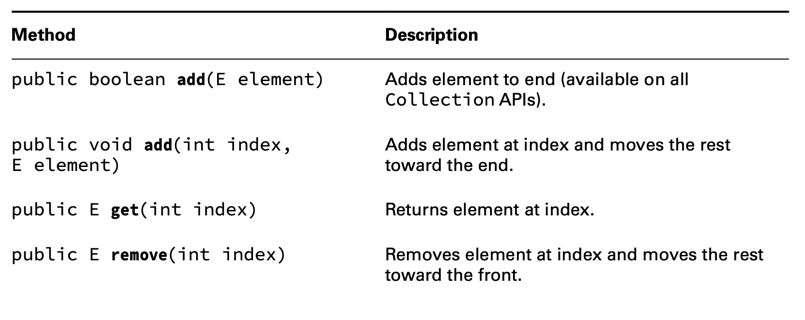 Method Description
public boolean add(E element) Adds element to end (available on all
Collection APIs).
public void add(int index, Adds element at index and moves the rest
E element) toward the end.
public E get(int index) Returns element at index.
public E remove(int index) Removes element at index and moves the rest
toward the front.